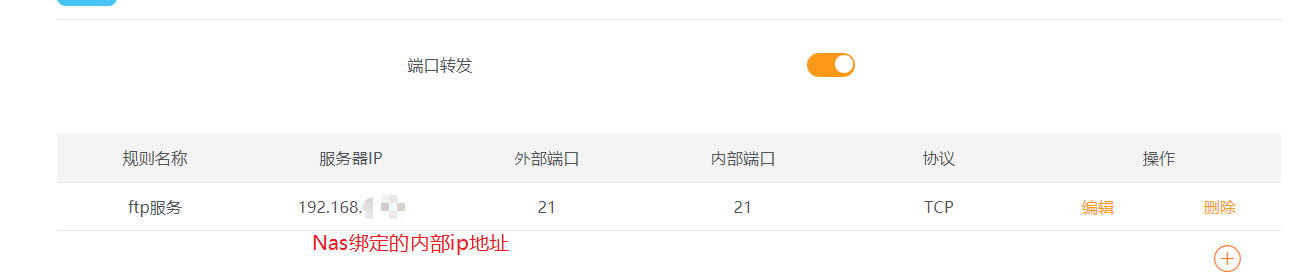 端口转发
规则名称 服务器IP 外部端口 内部端口 协议 操作
ftp服务 192.168. 21 21 TCP 编辑 删除
Nas绑定的内部ip地址